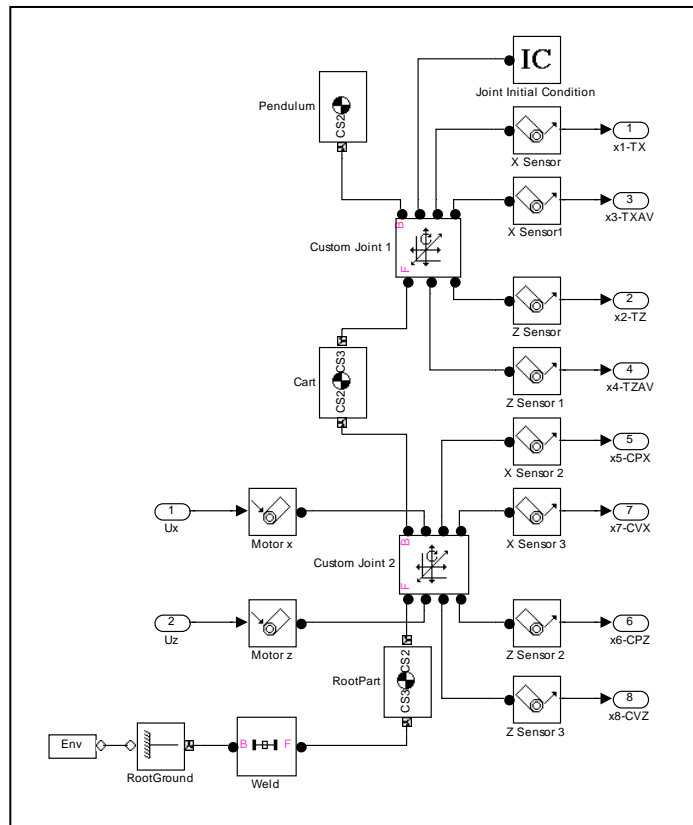 IC
Joint Initial Condition
Pendulum
CS2
1
X Sensor
x1-TX
B
3
Custom Joint 1
X Sensor1
x3-TXAV
C
F
2
Z Sensor
x2-TZ
CS3
Cart
CS2
4
Z Sensor 1
x4-TZAV
5
X Sensor 2
x5-CPX
1
Ux
Motor x
B
7
X Sensor 3
x7-CVX
Custom Joint 2
C
F
2
Uz
Motor z
6
Z Sensor 2
x6-CPZ
CS2
RootPart
CS3
8
Z Sensor 3
x8-CVZ
Env
RootGround
B
F
Weld